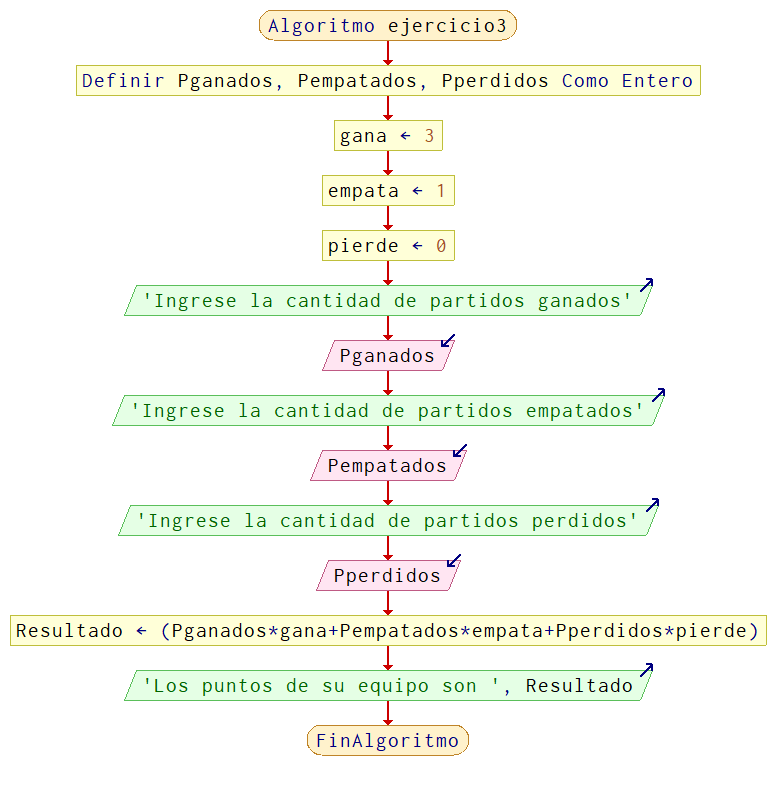 Algoritmo ejercicio3
Definir Pganados, Pempatados, Pperdidos Como Entero
gana ← 3
empata ← 1
pierde ← 0
'Ingrese la cantidad de partidos ganados'
Pganados
'Ingrese la cantidad de partidos empatados'
Pempatados
'Ingrese la cantidad de partidos perdidos'
Pperdidos
Resultado ← (Pganados*gana+Pempatados*empata+Pperdidos*pierde)
'Los puntos de su equipo son ', Resultado
FinAlgoritmo